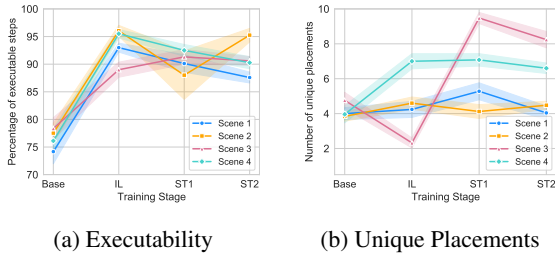 100
95
90
85
80
75
70
Percentage of executable steps
Scene 1
Scene 2
Scene 3
Scene 4
Base IL ST1 ST2
Training Stage
(a) Executability
10
8
6
4
2
Number of unique placements
Scene 1
Scene 2
Scene 3
Scene 4
Base IL ST1 ST2
Training Stage
(b) Unique Placements